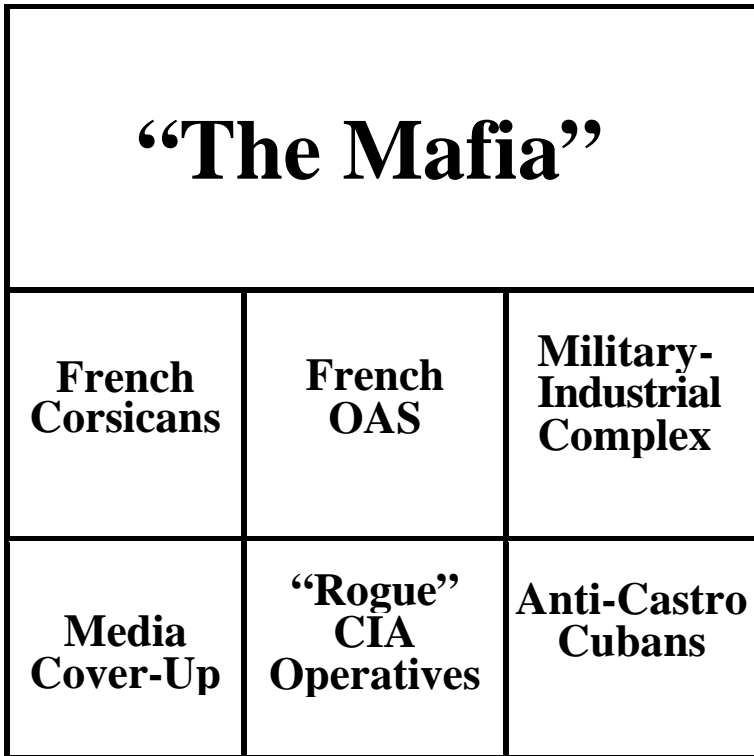 “The Mafia”
French
Corsicans
French
OAS
Military-
Industrial
Complex
Media
Cover-Up
“Rogue”
CIA
Operatives
Anti-Castro
Cubans